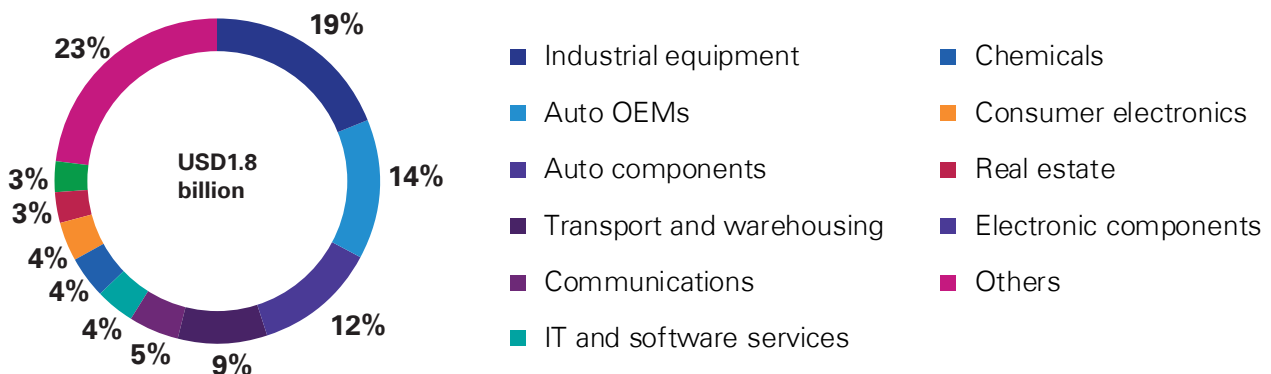 19%
14%
12%
9%
5%
4%
4%
4%
3%
3%
23%
USD1.8
billion
Industrial equipment
Auto OEMs
Auto components
Transport and warehousing
Communications
IT and software services
Chemicals
Consumer electronics
Real estate
Electronic components
Others